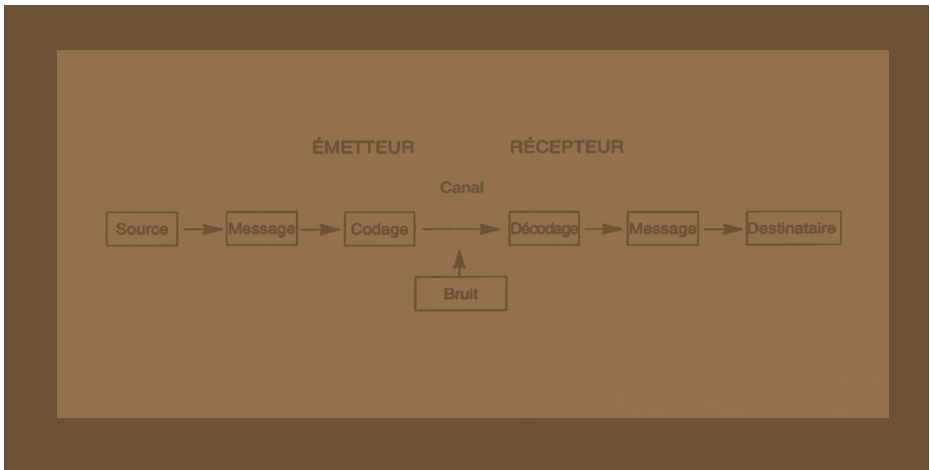 ÉMETTEUR RÉCEPTEUR
Canal
Source Message Codage Décodage Message Destinataire
Bruit